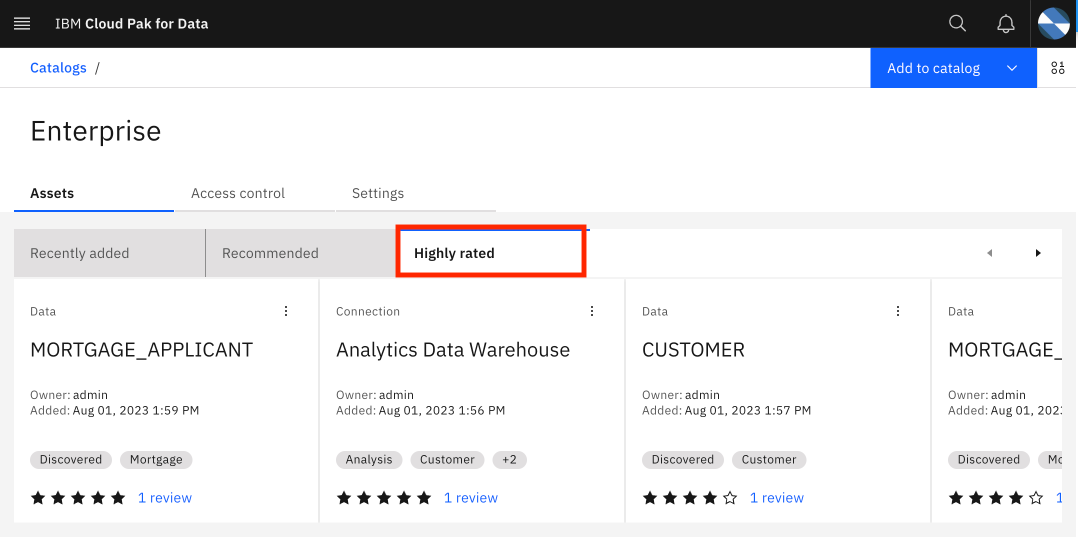 IBM Cloud Pak for Data
Catalogs /
Add to catalog
Enterprise
Assets
Access control
Settings
Recently added
Recommended
Highly rated
Data
MORTGAGE_APPLICANT
Owner: admin
Added: Aug 01, 2023 1:59 PM
Discovered
Mortgage
1 review
Connection
Analytics Data Warehouse
Owner: admin
Added: Aug 01, 2023 1:56 PM
Analysis
Customer
+2
1 review
Data
CUSTOMER
Owner: admin
Added: Aug 01, 2023 1:57 PM
Discovered
Customer
1 review
Data
MORTGAGE_
Owner: admin
Added: Aug 01, 202
Discovered
Mo
1